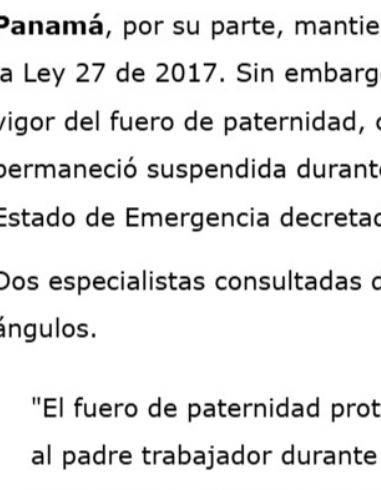 Panamá, por su parte, mantie
la Ley 27 de 2017. Sin embarg
vigor del fuero de paternidad,
permaneció suspendida durant
Estado de Emergencia decreta
Dos especialistas consultadas
ángulos.
"El fuero de paternidad prot
al padre trabajador durante